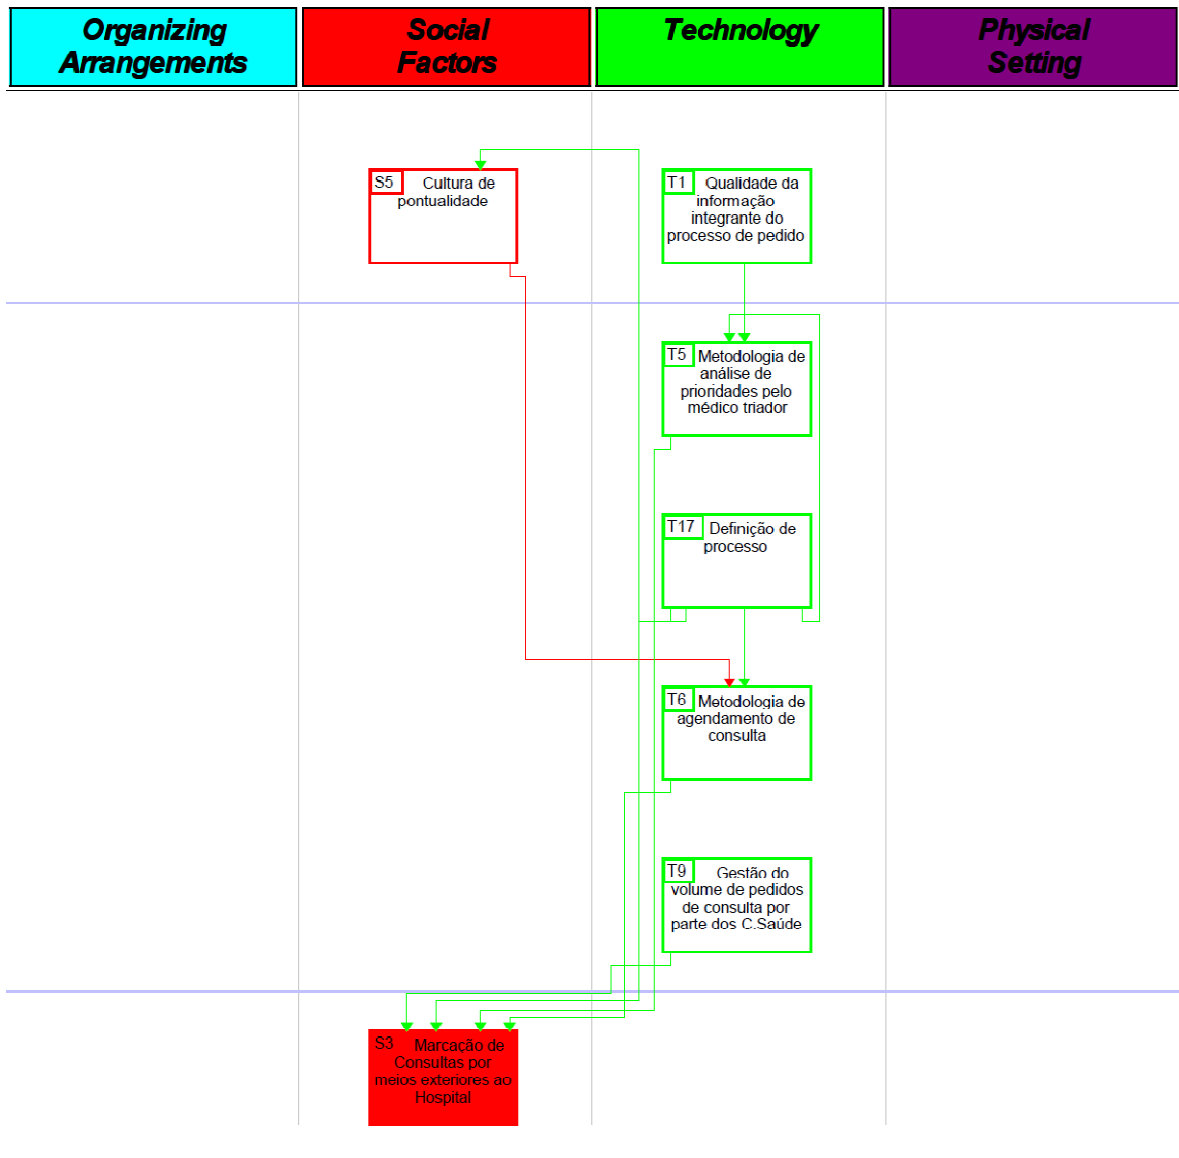 Organizing
Arrangements
Social
Factors
Technology
Physical
Setting
S5 Cultura de
pontualidade
T1 Qualidade da
informação
integrante do
processo de pedido
T5 Metodologia de
análise de
prioridades pelo
médico triador
T17 Definição de
processo
T6 Metodologia de
agendamento de
consulta
T9 Gestão do
volume de pedidos
de consulta por
parte dos C.Saúde
S3 Marcação de
Consultas por
meios exteriores ao
Hospital